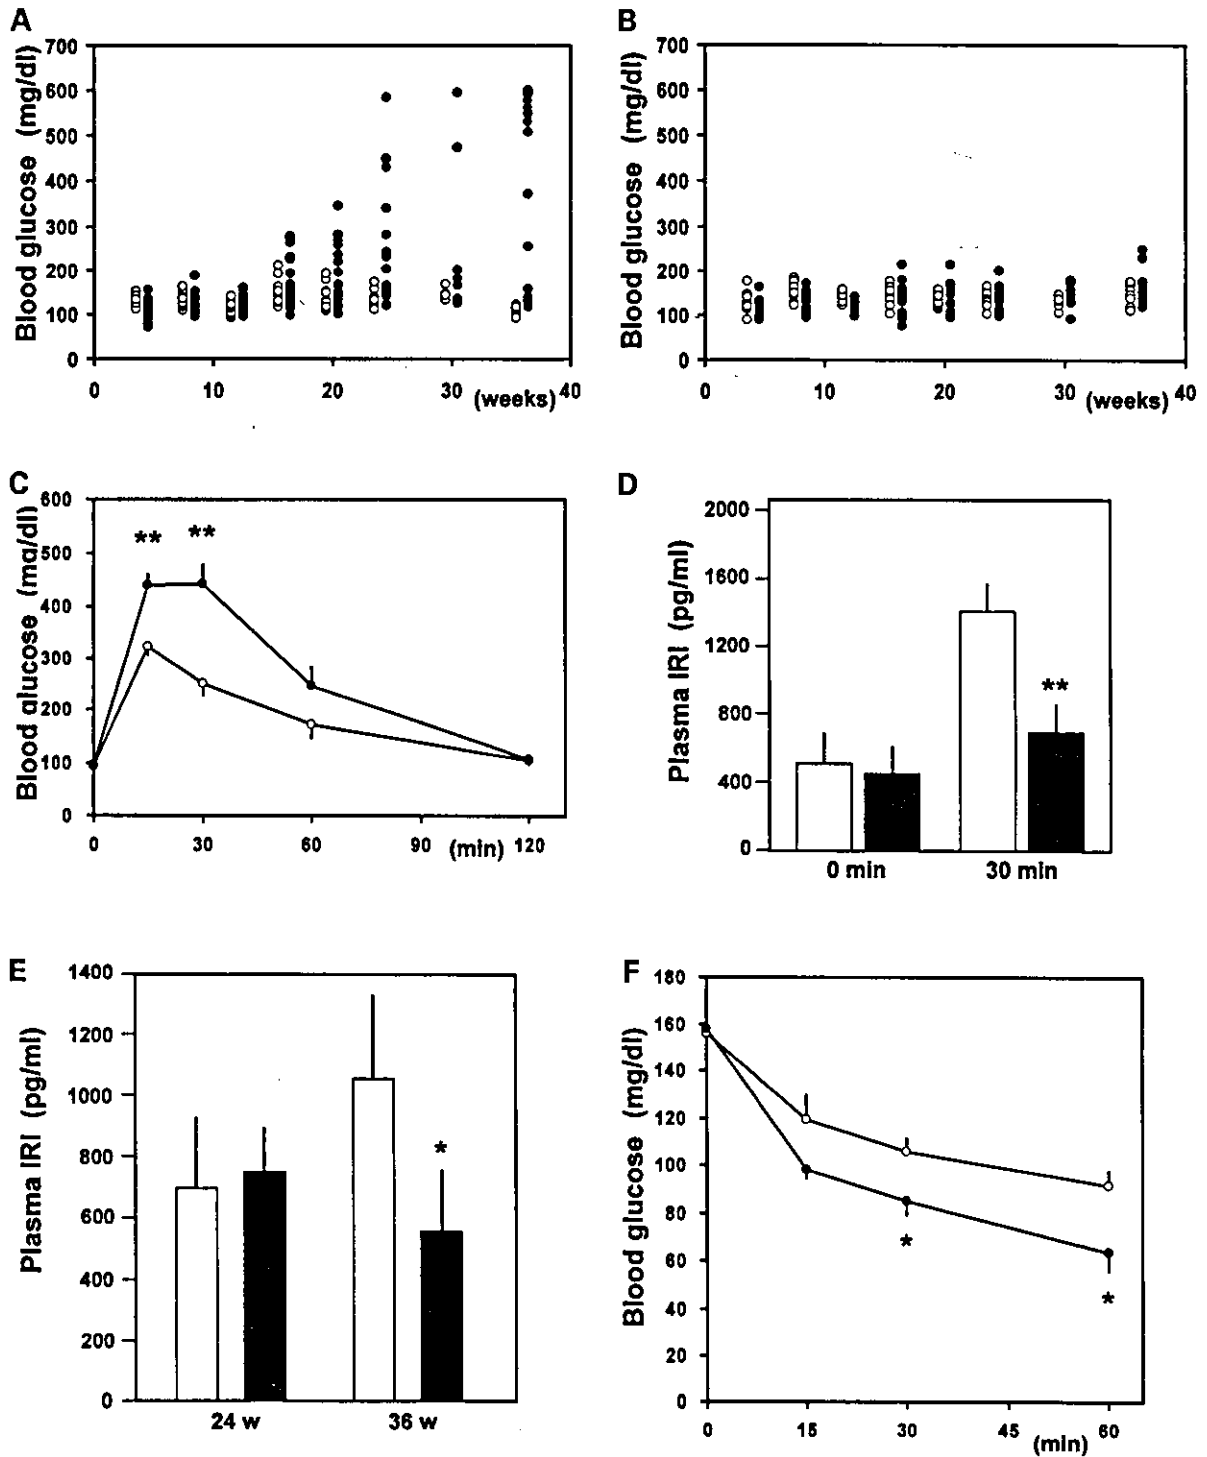 A
Blood glucose (mg/dl)
700
600
500
400
300
200
100
0
0 10 20 30 40
(weeks)
B
Blood glucose (mg/dl)
700
600
500
400
300
200
100
0
0 10 20 30 40
(weeks)
C
Blood glucose (mg/dl)
600
500
400
300
200
100
0
** **
0 30 60 90 (min) 120
D
Plasma IRI (pg/ml)
2000
1600
1200
800
400
0
**
0 min 30 min
E
Plasma IRI (pg/ml)
1400
1200
1000
800
600
400
200
0
*
24 w 36 w
F
Blood glucose (mg/dl)
180
160
140
120
100
80
60
40
20
0
*
*
0 15 30 45 60
(min)